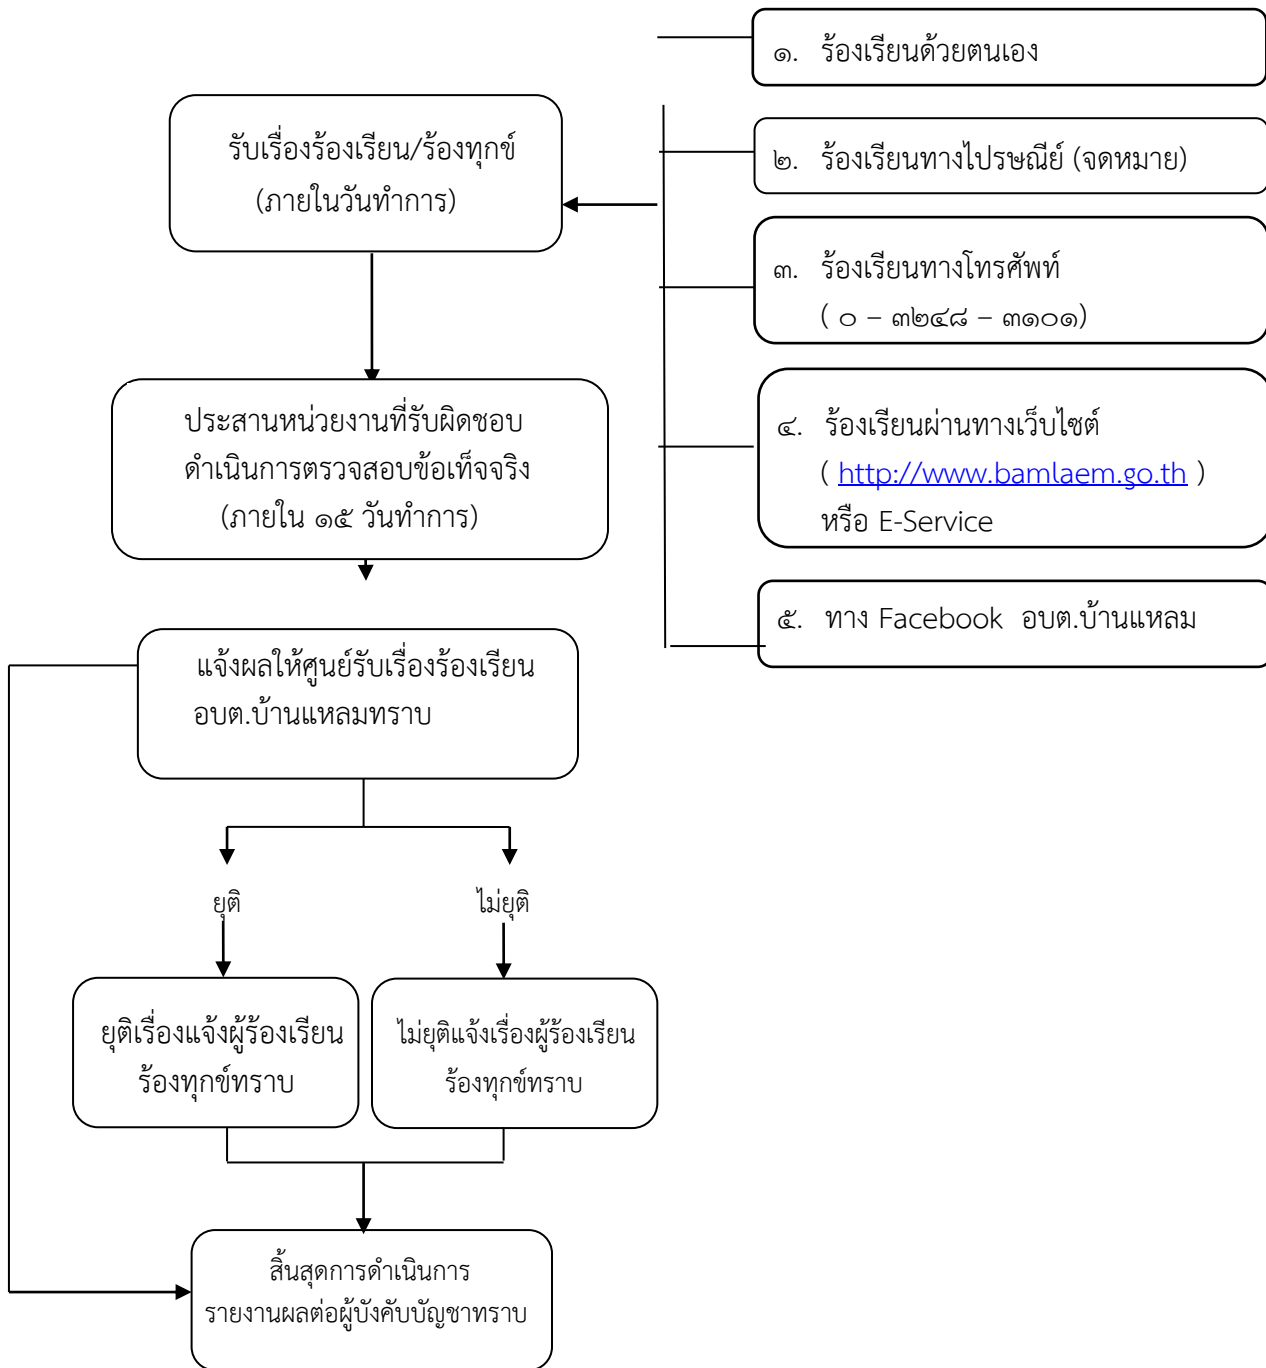 ๑. ร้องเรียนด้วยตนเอง
รับเรื่องร้องเรียน/ร้องทุกข์
(ภายในวันทำการ)
๒. ร้องเรียนทางไปรษณีย์ (จดหมาย)
๓. ร้องเรียนทางโทรศัพท์
( ๐ – ๓๒๔๘ – ๓๑๐๑)
ประสานหน่วยงานที่รับผิดชอบ
ดำเนินการตรวจสอบข้อเท็จจริง
(ภายใน ๑๕ วันทำการ)
๔. ร้องเรียนผ่านทางเว็บไซต์
( http://www.bamlaem.go.th )
หรือ E-Service
๕. ทาง Facebook อบต.บ้านแหลม
แจ้งผลให้ศูนย์รับเรื่องร้องเรียน
อบต.บ้านแหลมทราบ
ยุติ
ไม่ยุติ
ยุติเรื่องแจ้งผู้ร้องเรียน
ร้องทุกข์ทราบ
ไม่ยุติแจ้งเรื่องผู้ร้องเรียน
ร้องทุกข์ทราบ
สิ้นสุดการดำเนินการ
รายงานผลต่อผู้บังคับบัญชาทราบ